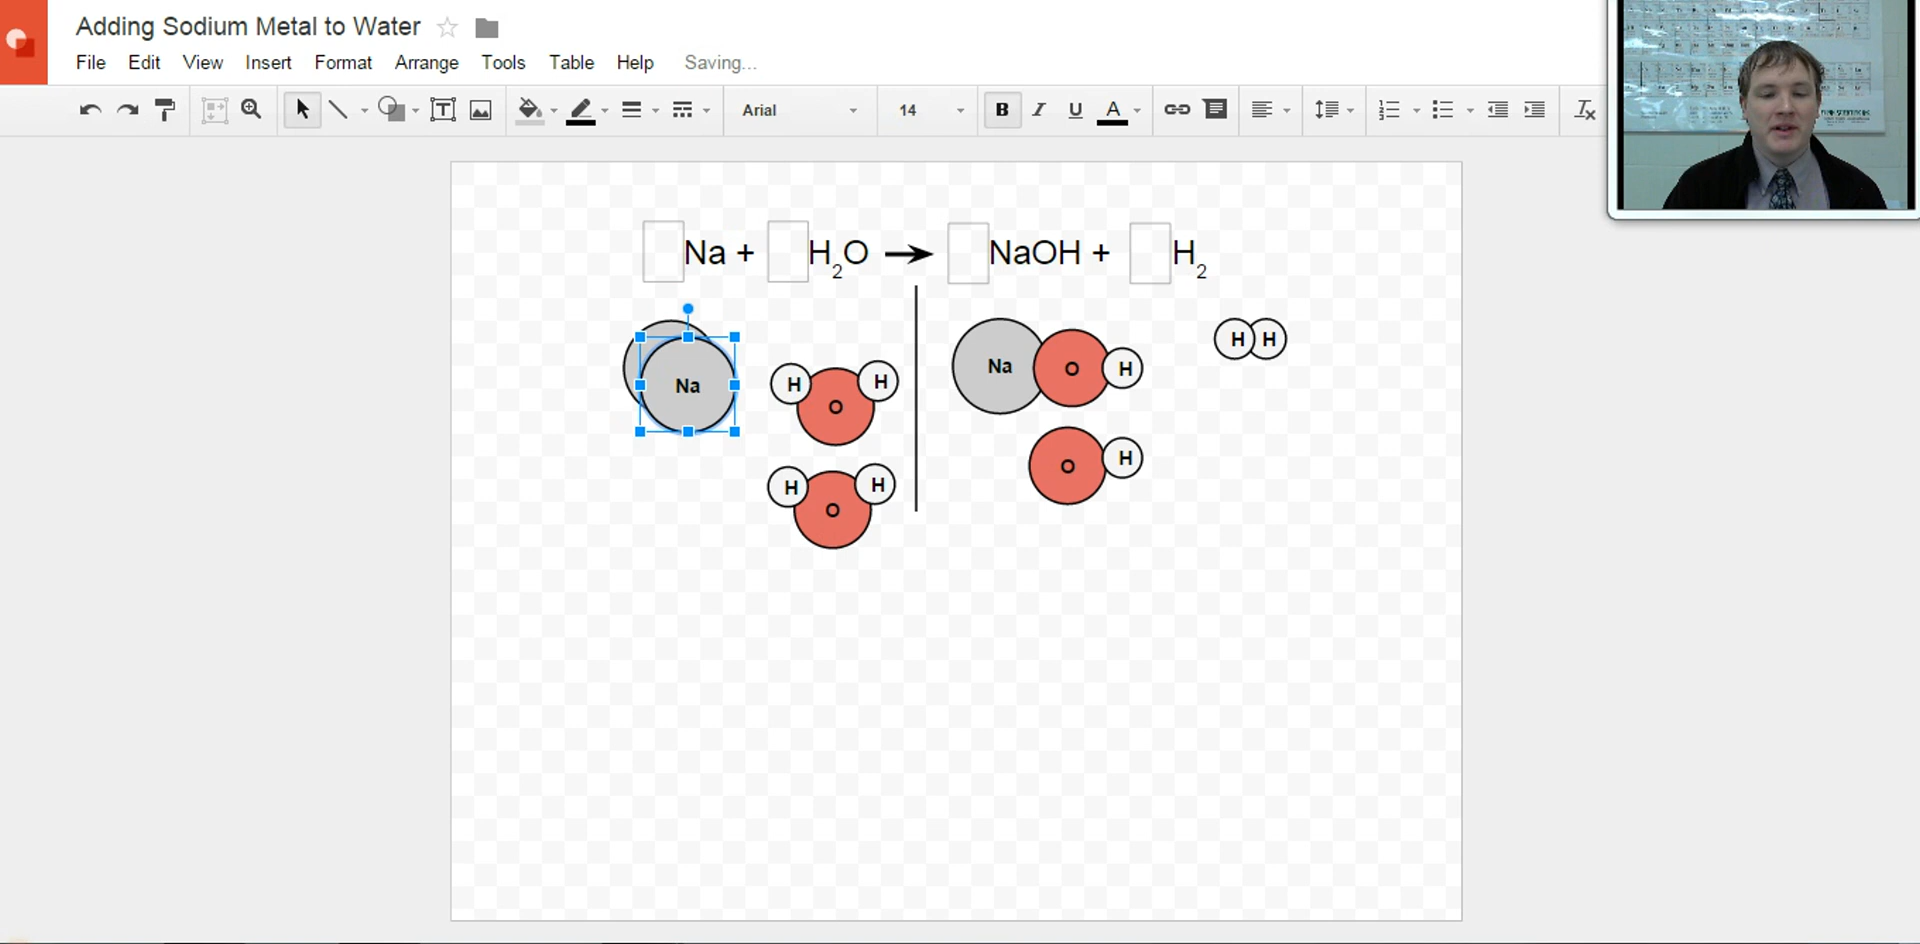 Adding Sodium Metal to Water
File Edit View Insert Format Arrange Tools Table Help Saving...
Arial 14 B I U A
Na + H₂O → NaOH + H₂
Na O H H H
Na H O H
O H
H O H